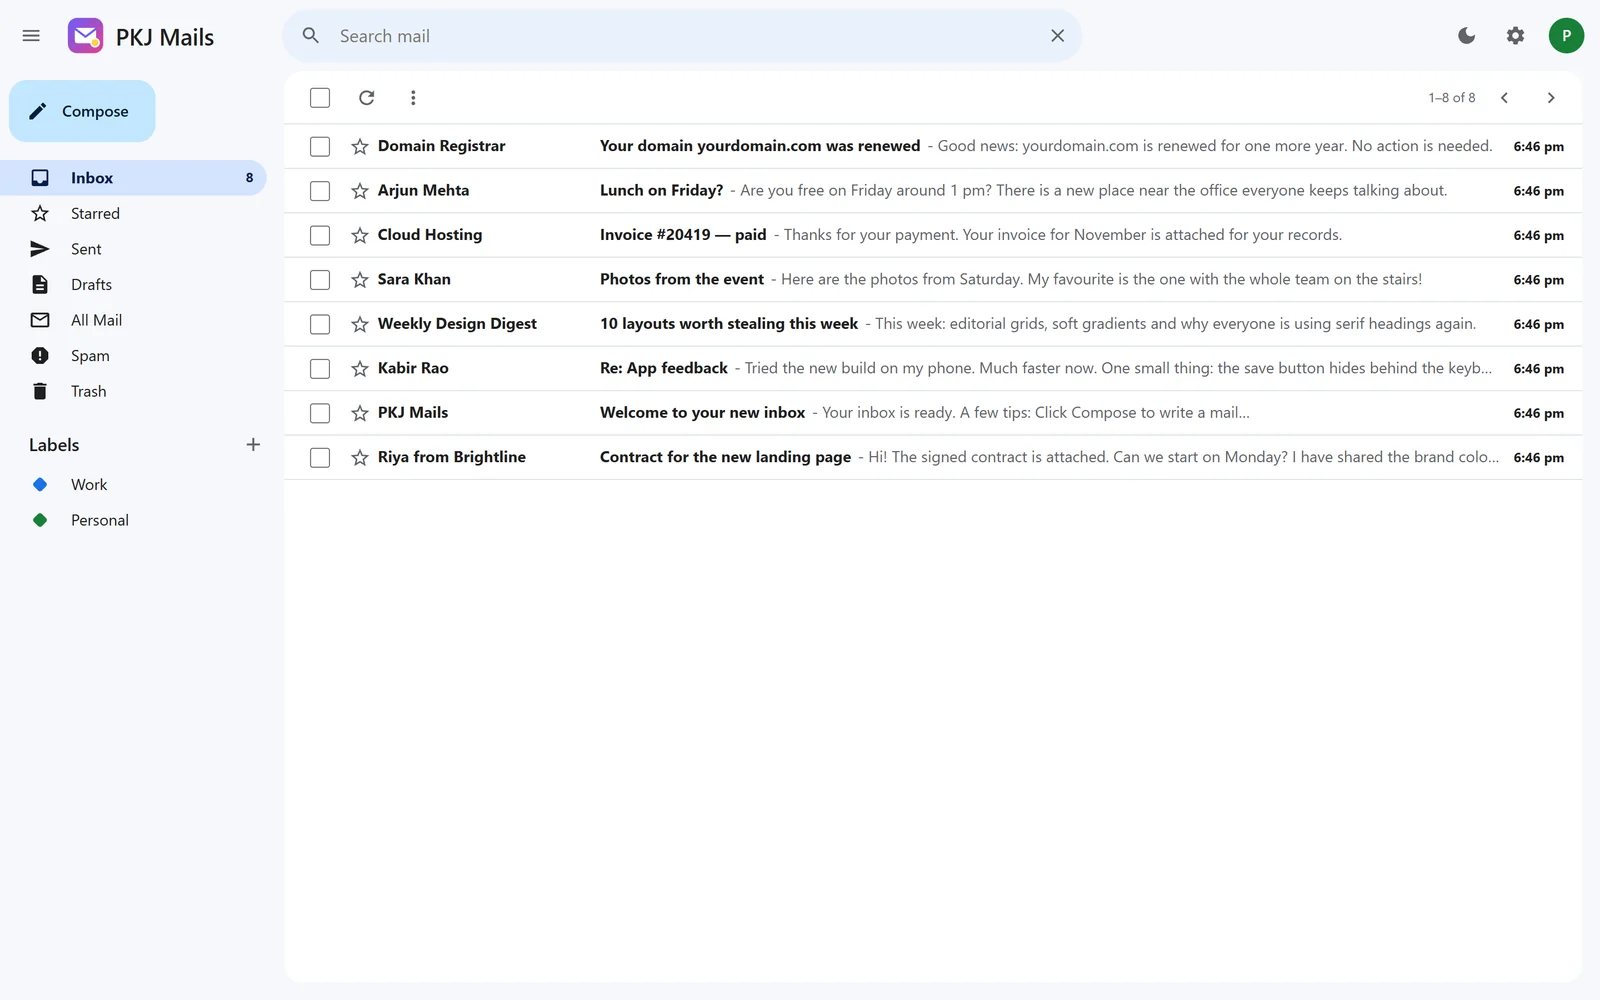 PKJ Mails
Search mail
P
Compose
Inbox 8
Starred
Sent
Drafts
All Mail
Spam
Trash
Labels
Work
Personal
1–8 of 8
Domain Registrar Your domain yourdomain.com was renewed - Good news: yourdomain.com is renewed for one more year. No action is needed. 6:46 pm
Arjun Mehta Lunch on Friday? - Are you free on Friday around 1 pm? There is a new place near the office everyone keeps talking about. 6:46 pm
Cloud Hosting Invoice #20419 — paid - Thanks for your payment. Your invoice for November is attached for your records. 6:46 pm
Sara Khan Photos from the event - Here are the photos from Saturday. My favourite is the one with the whole team on the stairs! 6:46 pm
Weekly Design Digest 10 layouts worth stealing this week - This week: editorial grids, soft gradients and why everyone is using serif headings again. 6:46 pm
Kabir Rao Re: App feedback - Tried the new build on my phone. Much faster now. One small thing: the save button hides behind the keyb... 6:46 pm
PKJ Mails Welcome to your new inbox - Your inbox is ready. A few tips: Click Compose to write a mail... 6:46 pm
Riya from Brightline Contract for the new landing page - Hi! The signed contract is attached. Can we start on Monday? I have shared the brand colo... 6:46 pm